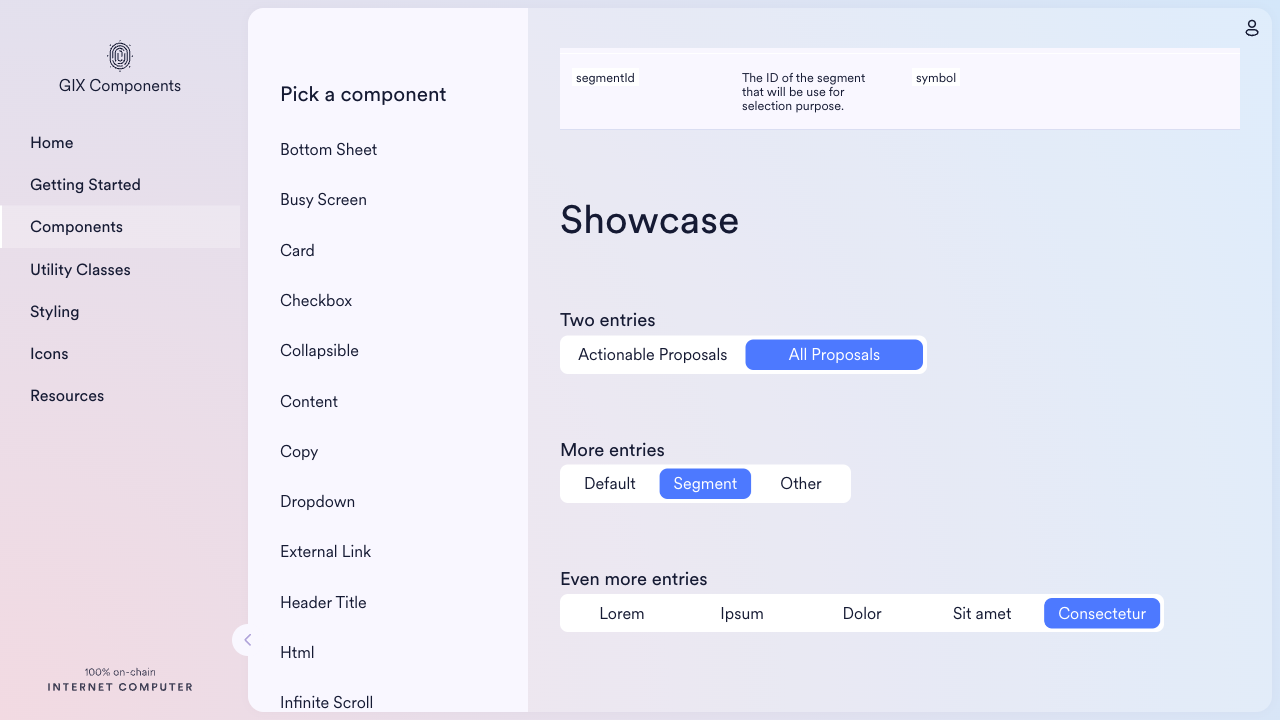 GIX Components
Home
Getting Started
Components
Utility Classes
Styling
Icons
Resources
100% on-chain
INTERNET COMPUTER
Pick a component
Bottom Sheet
Busy Screen
Card
Checkbox
Collapsible
Content
Copy
Dropdown
External Link
Header Title
Html
Infinite Scroll
segmentId
The ID of the segment
that will be use for
selection purpose.
symbol
Showcase
Two entries
Actionable Proposals All Proposals
More entries
Default Segment Other
Even more entries
Lorem Ipsum Dolor Sit amet Consectetur